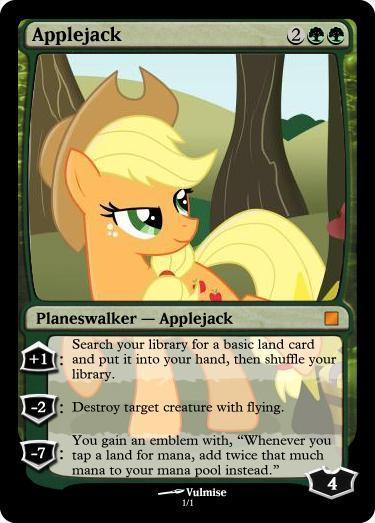 Applejack 2
Planeswalker — Applejack
+1 : Search your library for a basic land card
and put it into your hand, then shuffle your
library.
-2 : Destroy target creature with flying.
-7 : You gain an emblem with, “Whenever you
tap a land for mana, add twice that much
mana to your mana pool instead.”
4
Vulmise
1/1